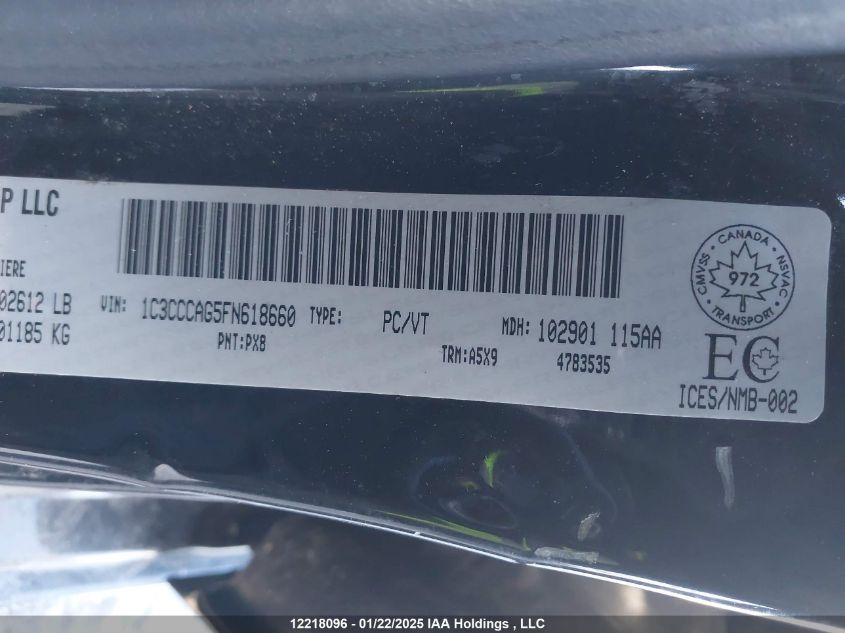 P LLC
IERE
02612 LB
01185 KG
VIN: 1C3CCCAG5FN618660 TYPE: PC/VT MDH: 102901 115AA
PNT:PXB TRM:A5X9 4783535
CANADA
CMVSS
NSVAC
972
TRANSPORT
EC
ICES/NMB-002
12218096 - 01/22/2025 IAA Holdings , LLC